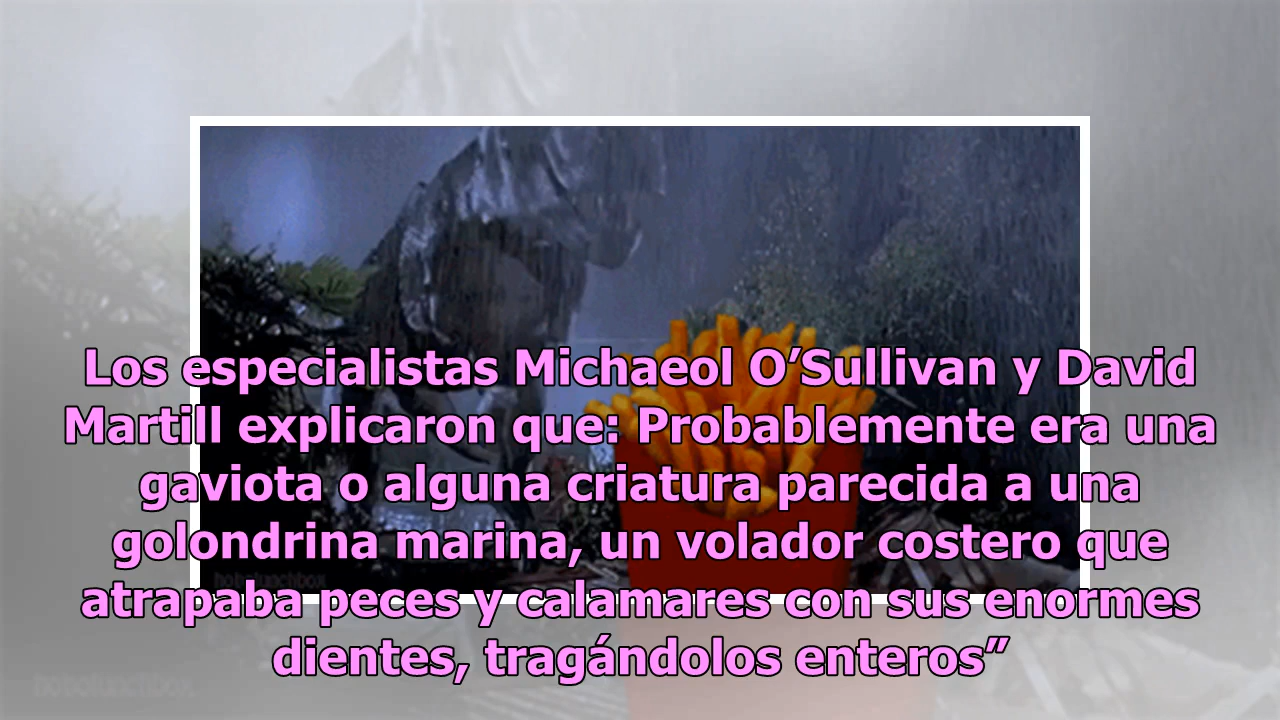 Los especialistas Michaeol O’Sullivan y David
Martill explicaron que: Probablemente era una
gaviota o alguna criatura parecida a una
golondrina marina, un volador costero que
atrapaba peces y calamares con sus enormes
dientes, tragándolos enteros”